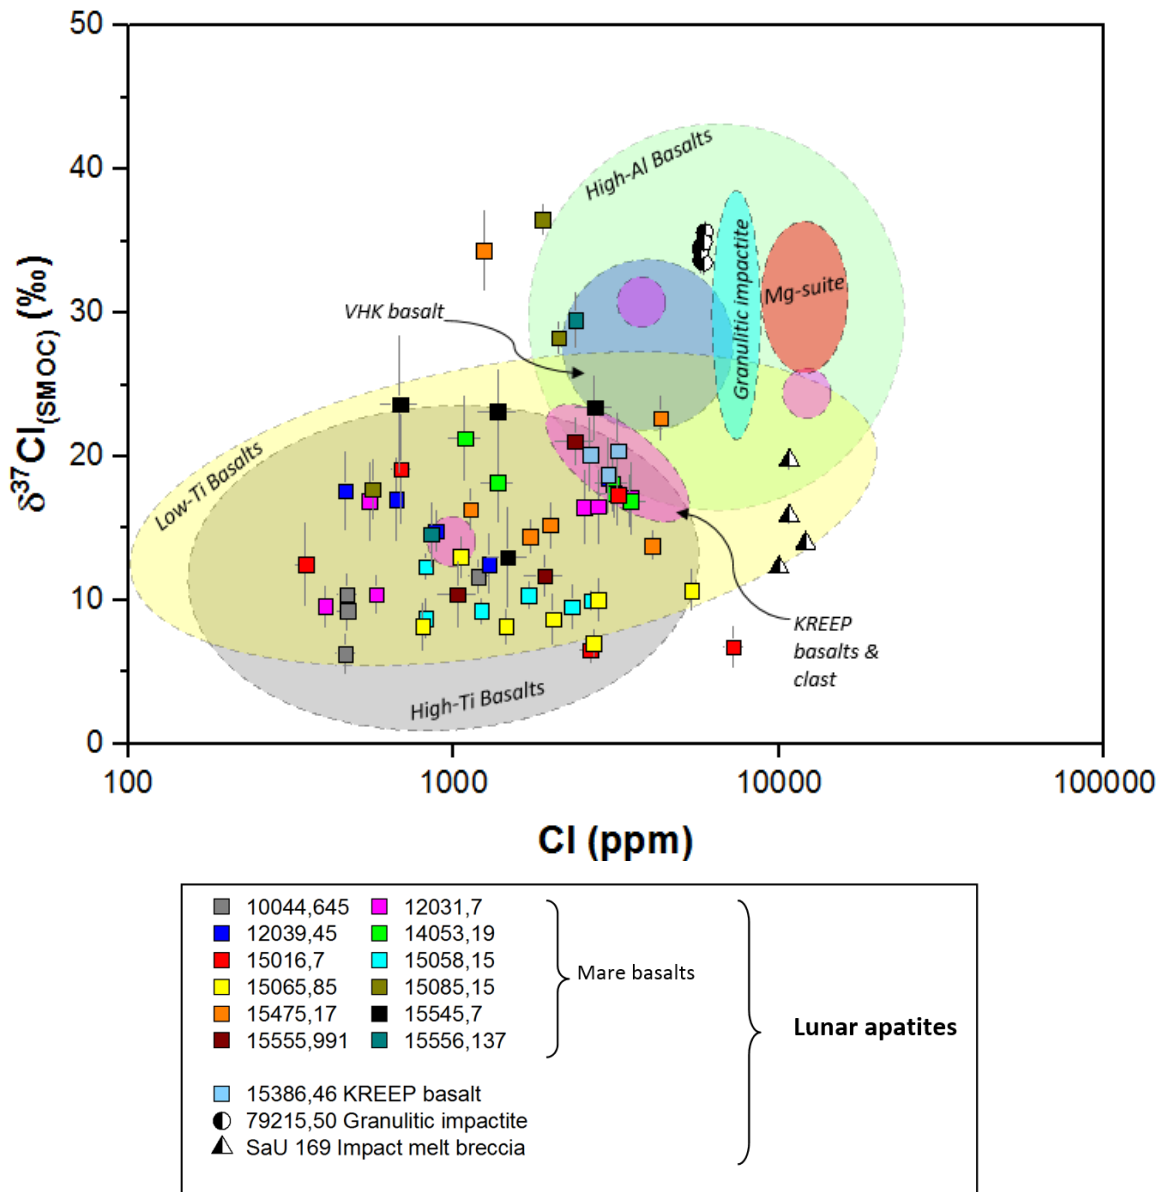 50
40
30
20
10
0
δ³⁷Cl(SMOC) (‰)
High-Al Basalts
Granulitic impactite
Mg-suite
VHK basalt
Low-Ti Basalts
High-Ti Basalts
KREEP
basalts &
clast
100 1000 10000 100000
Cl (ppm)
10044,645 12031,7
12039,45 14053,19
15016,7 15058,15
15065,85 15085,15
15475,17 15545,7
15555,991 15556,137
Mare basalts
15386,46 KREEP basalt
79215,50 Granulitic impactite
SaU 169 Impact melt breccia
Lunar apatites